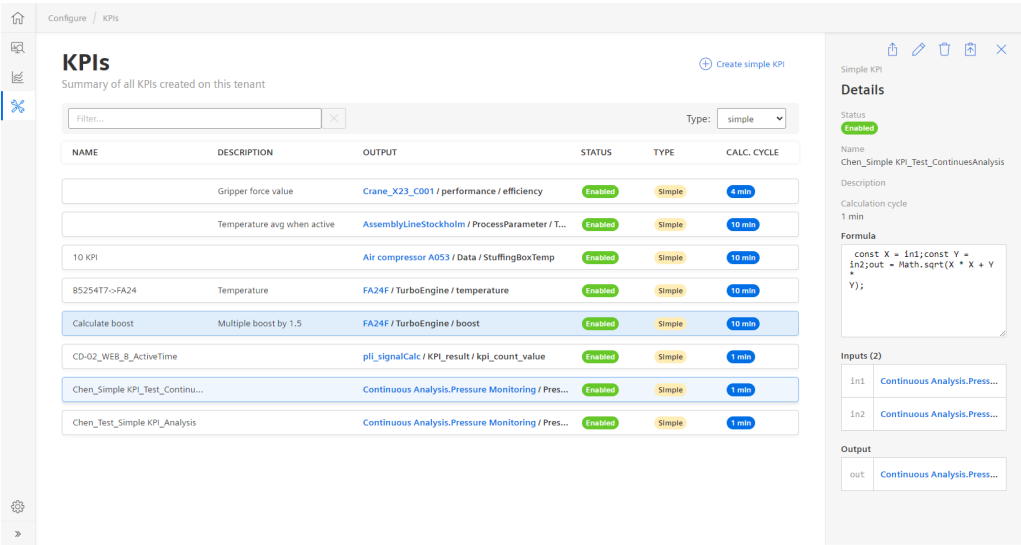 Configure / KPIs
KPIs
Summary of all KPIs created on this tenant
Create simple KPI
Filter...
Type: simple
NAME DESCRIPTION OUTPUT STATUS TYPE CALC. CYCLE
Gripper force value Crane_X23_C001 / performance / efficiency Enabled Simple 4 min
Temperature avg when active AssemblyLineStockholm / ProcessParameter / T... Enabled Simple 10 min
10 KPI Air compressor A053 / Data / StuffingBoxTemp Enabled Simple 10 min
85254T7->FA24 Temperature FA24F / TurboEngine / temperature Enabled Simple 10 min
Calculate boost Multiple boost by 1.5 FA24F / TurboEngine / boost Enabled Simple 10 min
CD-02_WEB_8_ActiveTime pli_signalCalc / KPI_result / kpi_count_value Enabled Simple 1 min
Chen_Simple KPI_Test_Continu... Continuous Analysis.Pressure Monitoring / Pres... Enabled Simple 1 min
Chen_Test_Simple KPI_Analysis Continuous Analysis.Pressure Monitoring / Pres... Enabled Simple 1 min
Simple KPI
Details
Status
Enabled
Name
Chen_Simple KPI_Test_ContinuesAnalysis
Description
Calculation cycle
1 min
Formula
const X = in1;const Y =
in2;out = Math.sqrt(X * X + Y
*
Y);
Inputs (2)
in1 Continuous Analysis.Press...
in2 Continuous Analysis.Press...
Output
out Continuous Analysis.Press...